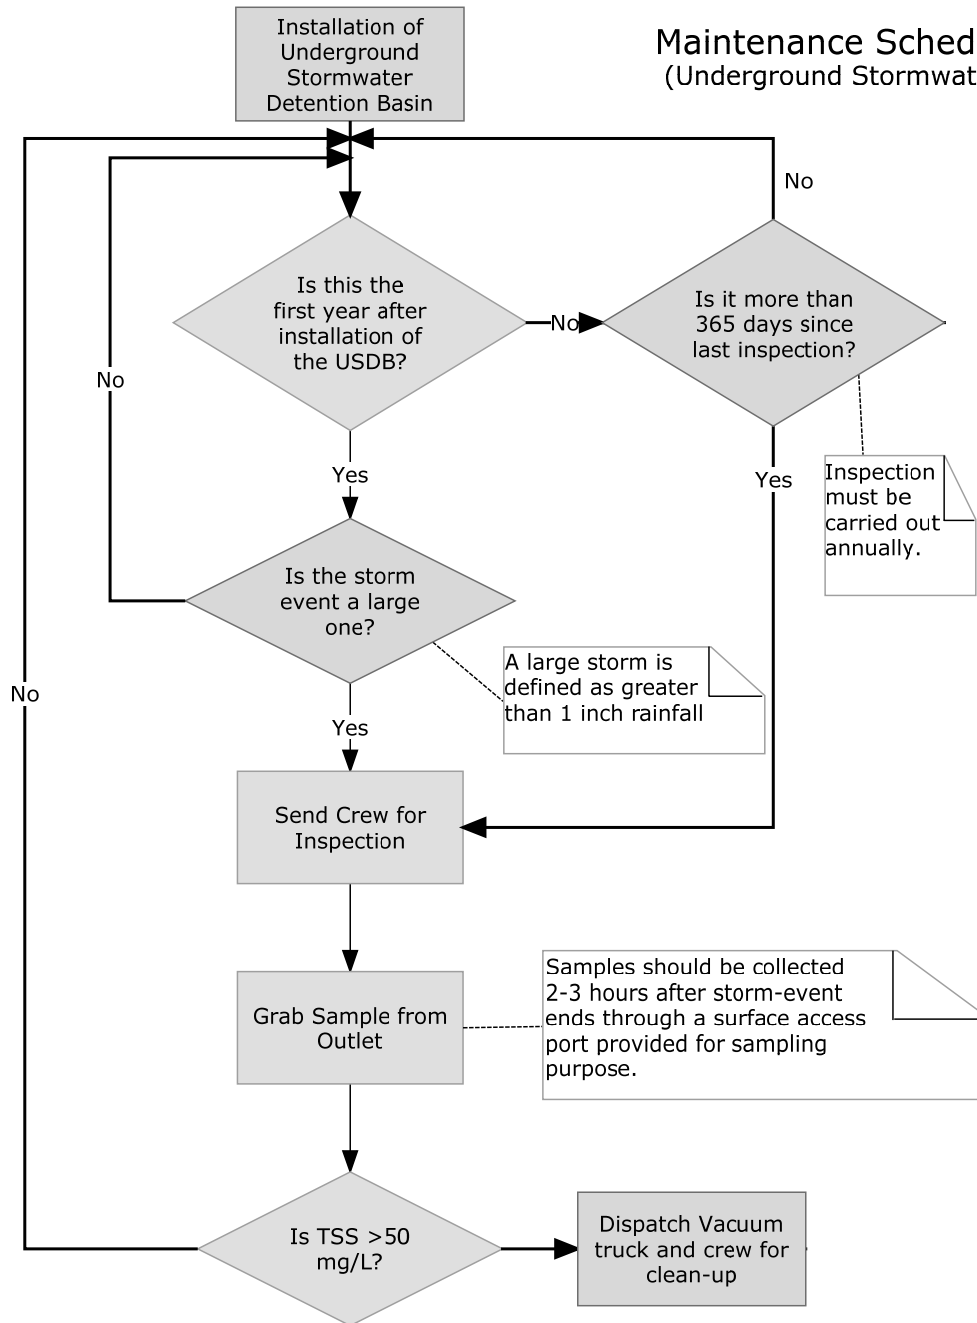 Installation of
Underground
Stormwater
Detention Basin
Maintenance Sched
(Underground Stormwat
No
Is this the
first year after
installation of
the USDB?
No
Is it more than
365 days since
last inspection?
No
Yes
Yes
Inspection
must be
carried out
annually.
Is the storm
event a large
one?
A large storm is
defined as greater
than 1 inch rainfall
No
Yes
Send Crew for
Inspection
Grab Sample from
Outlet
Samples should be collected
2-3 hours after storm-event
ends through a surface access
port provided for sampling
purpose.
Is TSS >50
mg/L?
Dispatch Vacuum
truck and crew for
clean-up